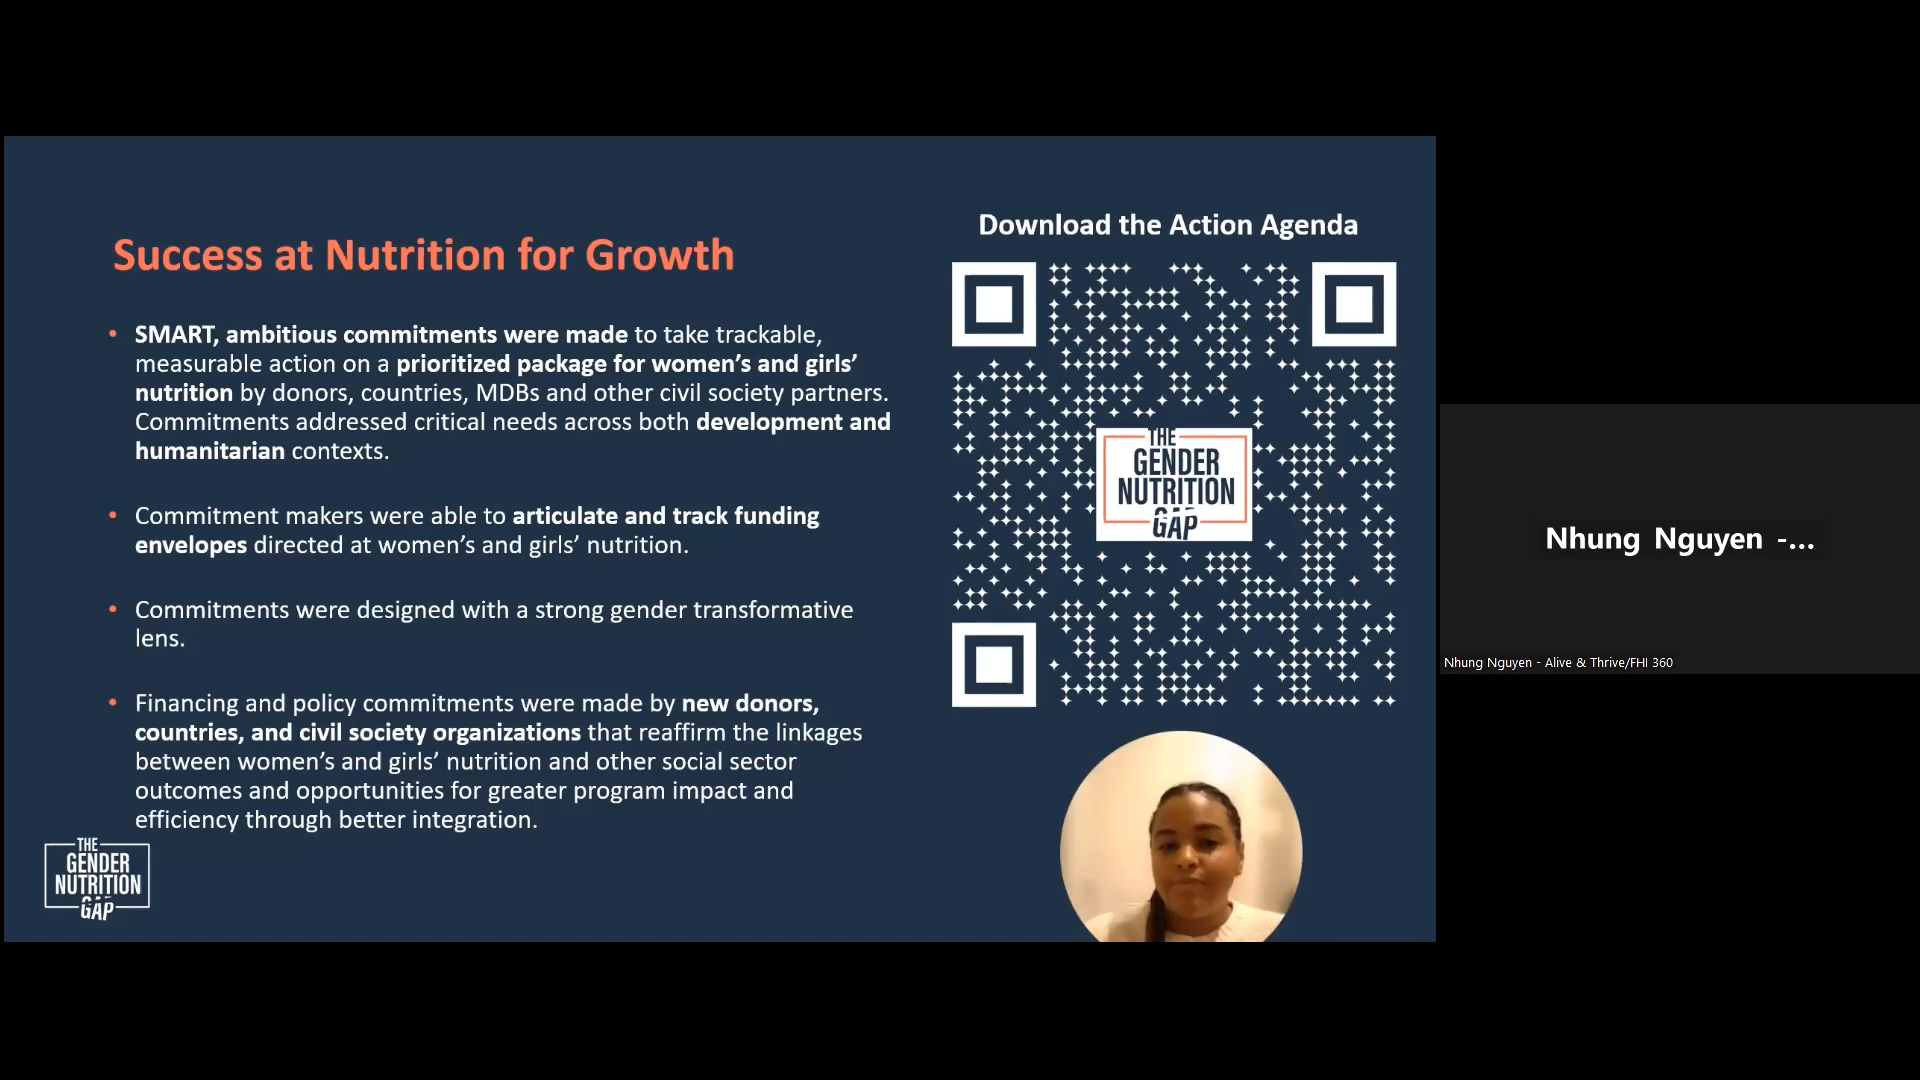 Success at Nutrition for Growth
• SMART, ambitious commitments were made to take trackable,
measurable action on a prioritized package for women’s and girls’
nutrition by donors, countries, MDBs and other civil society partners.
Commitments addressed critical needs across both development and
humanitarian contexts.
• Commitment makers were able to articulate and track funding
envelopes directed at women’s and girls’ nutrition.
• Commitments were designed with a strong gender transformative
lens.
• Financing and policy commitments were made by new donors,
countries, and civil society organizations that reaffirm the linkages
between women’s and girls’ nutrition and other social sector
outcomes and opportunities for greater program impact and
efficiency through better integration.
THE
GENDER
NUTRITION
GAP
Download the Action Agenda
THE
GENDER
NUTRITION
GAP
Nhung Nguyen -...
Nhung Nguyen - Alive & Thrive/FHI 360